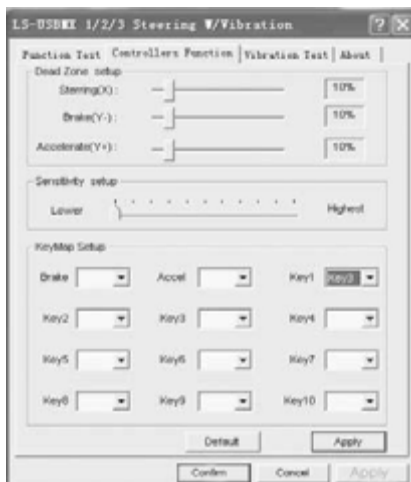 LS-USBMX 1/2/3 Steering W/Vibration
Function Test Controllers Function Vibration Test About
Dead Zone setup
Sterring(X): 10%
Brake(Y-): 10%
Accelerate(Y+): 10%
Sensitivity setup
Lower Highest
KeyMap Setup
Brake Accel Key1 Key3
Key2 Key3 Key4
Key5 Key6 Key7
Key8 Key9 Key10
Default Apply
Confirm Cancel Apply